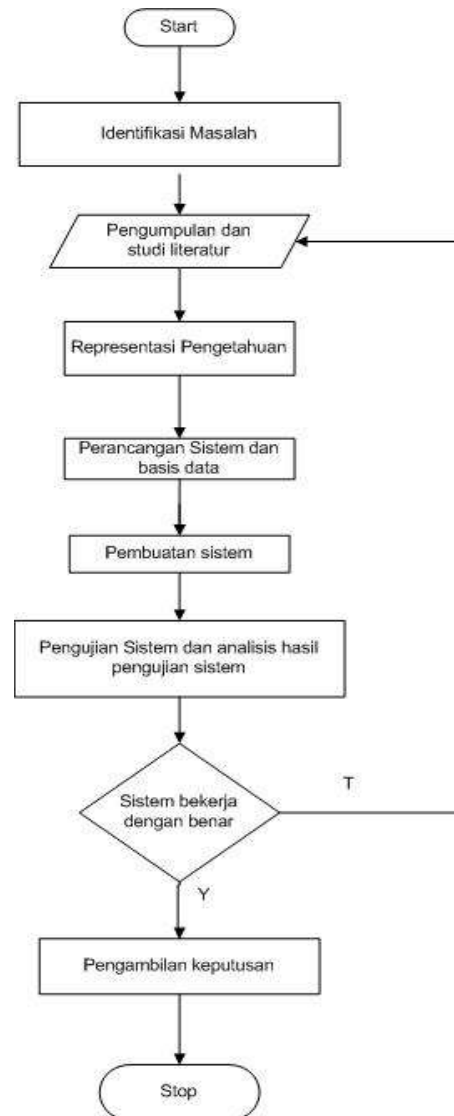 Start
Identifikasi Masalah
Pengumpulan dan
studi literatur
Representasi Pengetahuan
Perancangan Sistem dan
basis data
Pembuatan sistem
Pengujian Sistem dan analisis hasil
pengujian sistem
Sistem bekerja
dengan benar
T
Y
Pengambilan keputusan
Stop